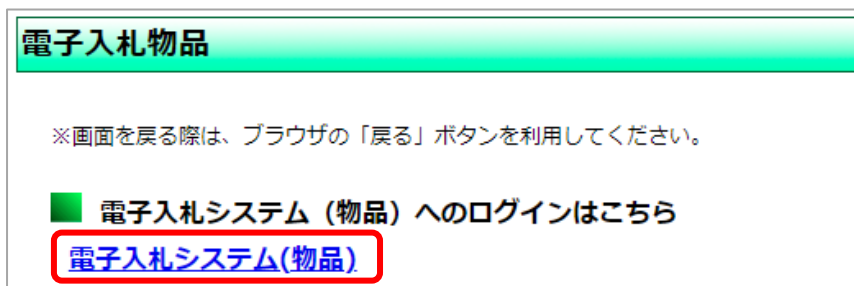 電子入札物品
※画面を戻る際は、ブラウザの「戻る」ボタンを利用してください。
電子入札システム（物品）へのログインはこちら
電子入札システム(物品)